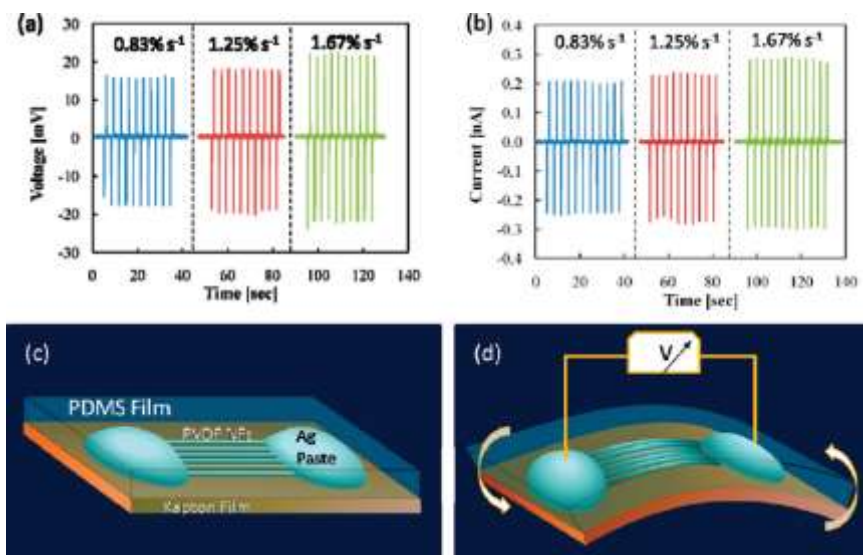 (a)
0.83% s⁻¹ 1.25% s⁻¹ 1.67% s⁻¹
30
20
10
0
-10
-20
-30
Voltage [mV]
0 20 40 60 80 100 120 140
Time [sec]
(b)
0.83% s⁻¹ 1.25% s⁻¹ 1.67% s⁻¹
0.4
0.3
0.2
0.1
0.0
-0.1
-0.2
-0.3
-0.4
Current [nA]
0 20 40 60 80 100 120 140
Time [sec]
(c)
PDMS Film
PVDF NFs
Ag
Paste
Kapton Film
(d)
V